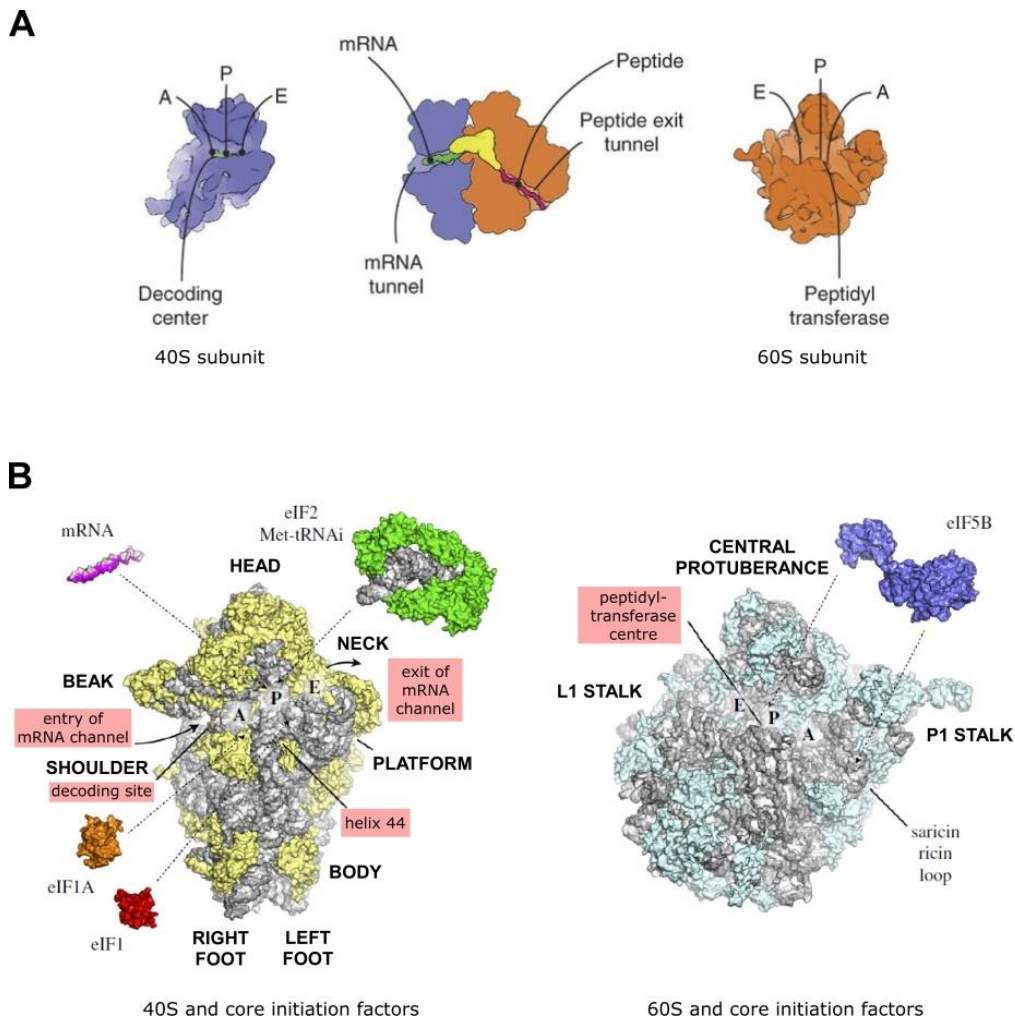 A
mRNA
Peptide
Peptide exit
tunnel
A
P
E
E
P
A
mRNA
tunnel
Decoding
center
Peptidyl
transferase
40S subunit
60S subunit
B
mRNA
eIF2
Met-tRNAi
HEAD
NECK
BEAK
E
P
A
exit of
mRNA
channel
entry of
mRNA channel
SHOULDER
decoding site
PLATFORM
helix 44
eIF1A
BODY
eIF1
RIGHT
FOOT
LEFT
FOOT
40S and core initiation factors
eIF5B
CENTRAL
PROTUBERANCE
peptidyl-
transferase
centre
L1 STALK
E
P
A
P1 STALK
saricin
ricin
loop
60S and core initiation factors